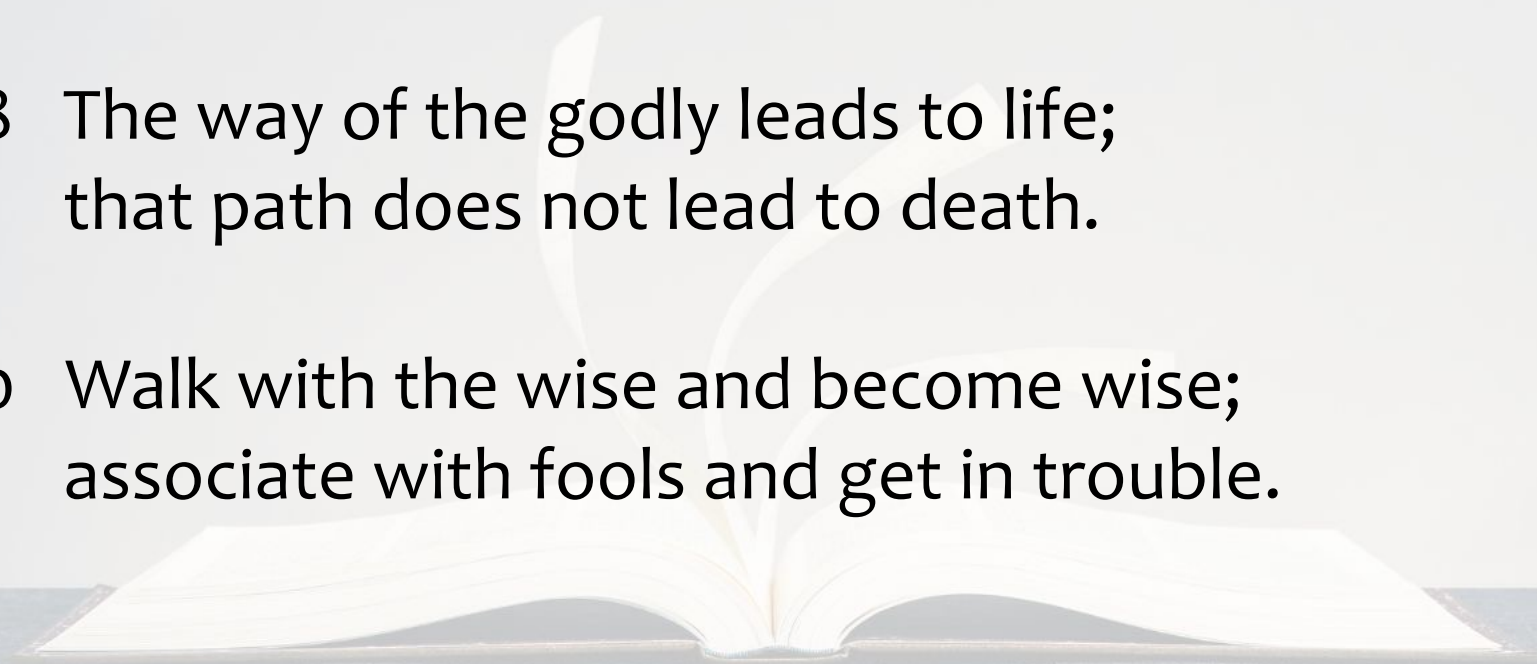 The way of the godly leads to life;
that path does not lead to death.
Walk with the wise and become wise;
associate with fools and get in trouble.